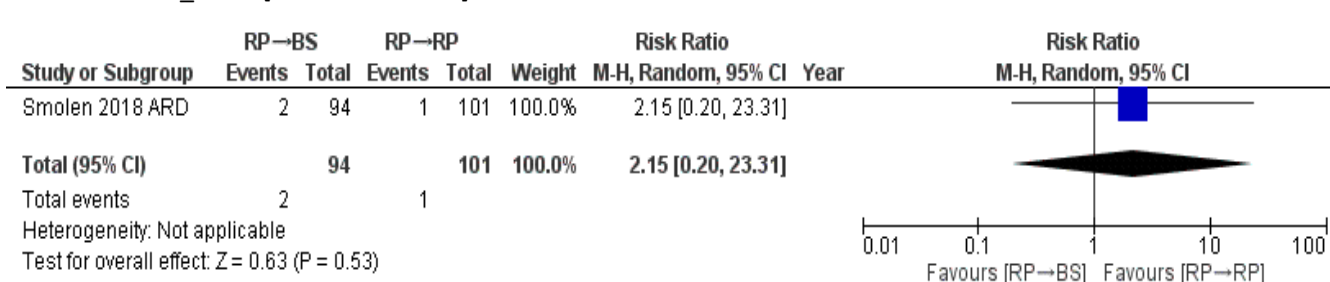 RP→BS RP→RP Risk Ratio Risk Ratio
Study or Subgroup Events Total Events Total Weight M-H, Random, 95% CI Year M-H, Random, 95% CI
Smolen 2018 ARD 2 94 1 101 100.0% 2.15 [0.20, 23.31]
Total (95% CI) 94 101 100.0% 2.15 [0.20, 23.31]
Total events 2 1
Heterogeneity: Not applicable
Test for overall effect: Z = 0.63 (P = 0.53)
0.01 0.1 1 10 100
Favours [RP→BS] Favours [RP→RP]